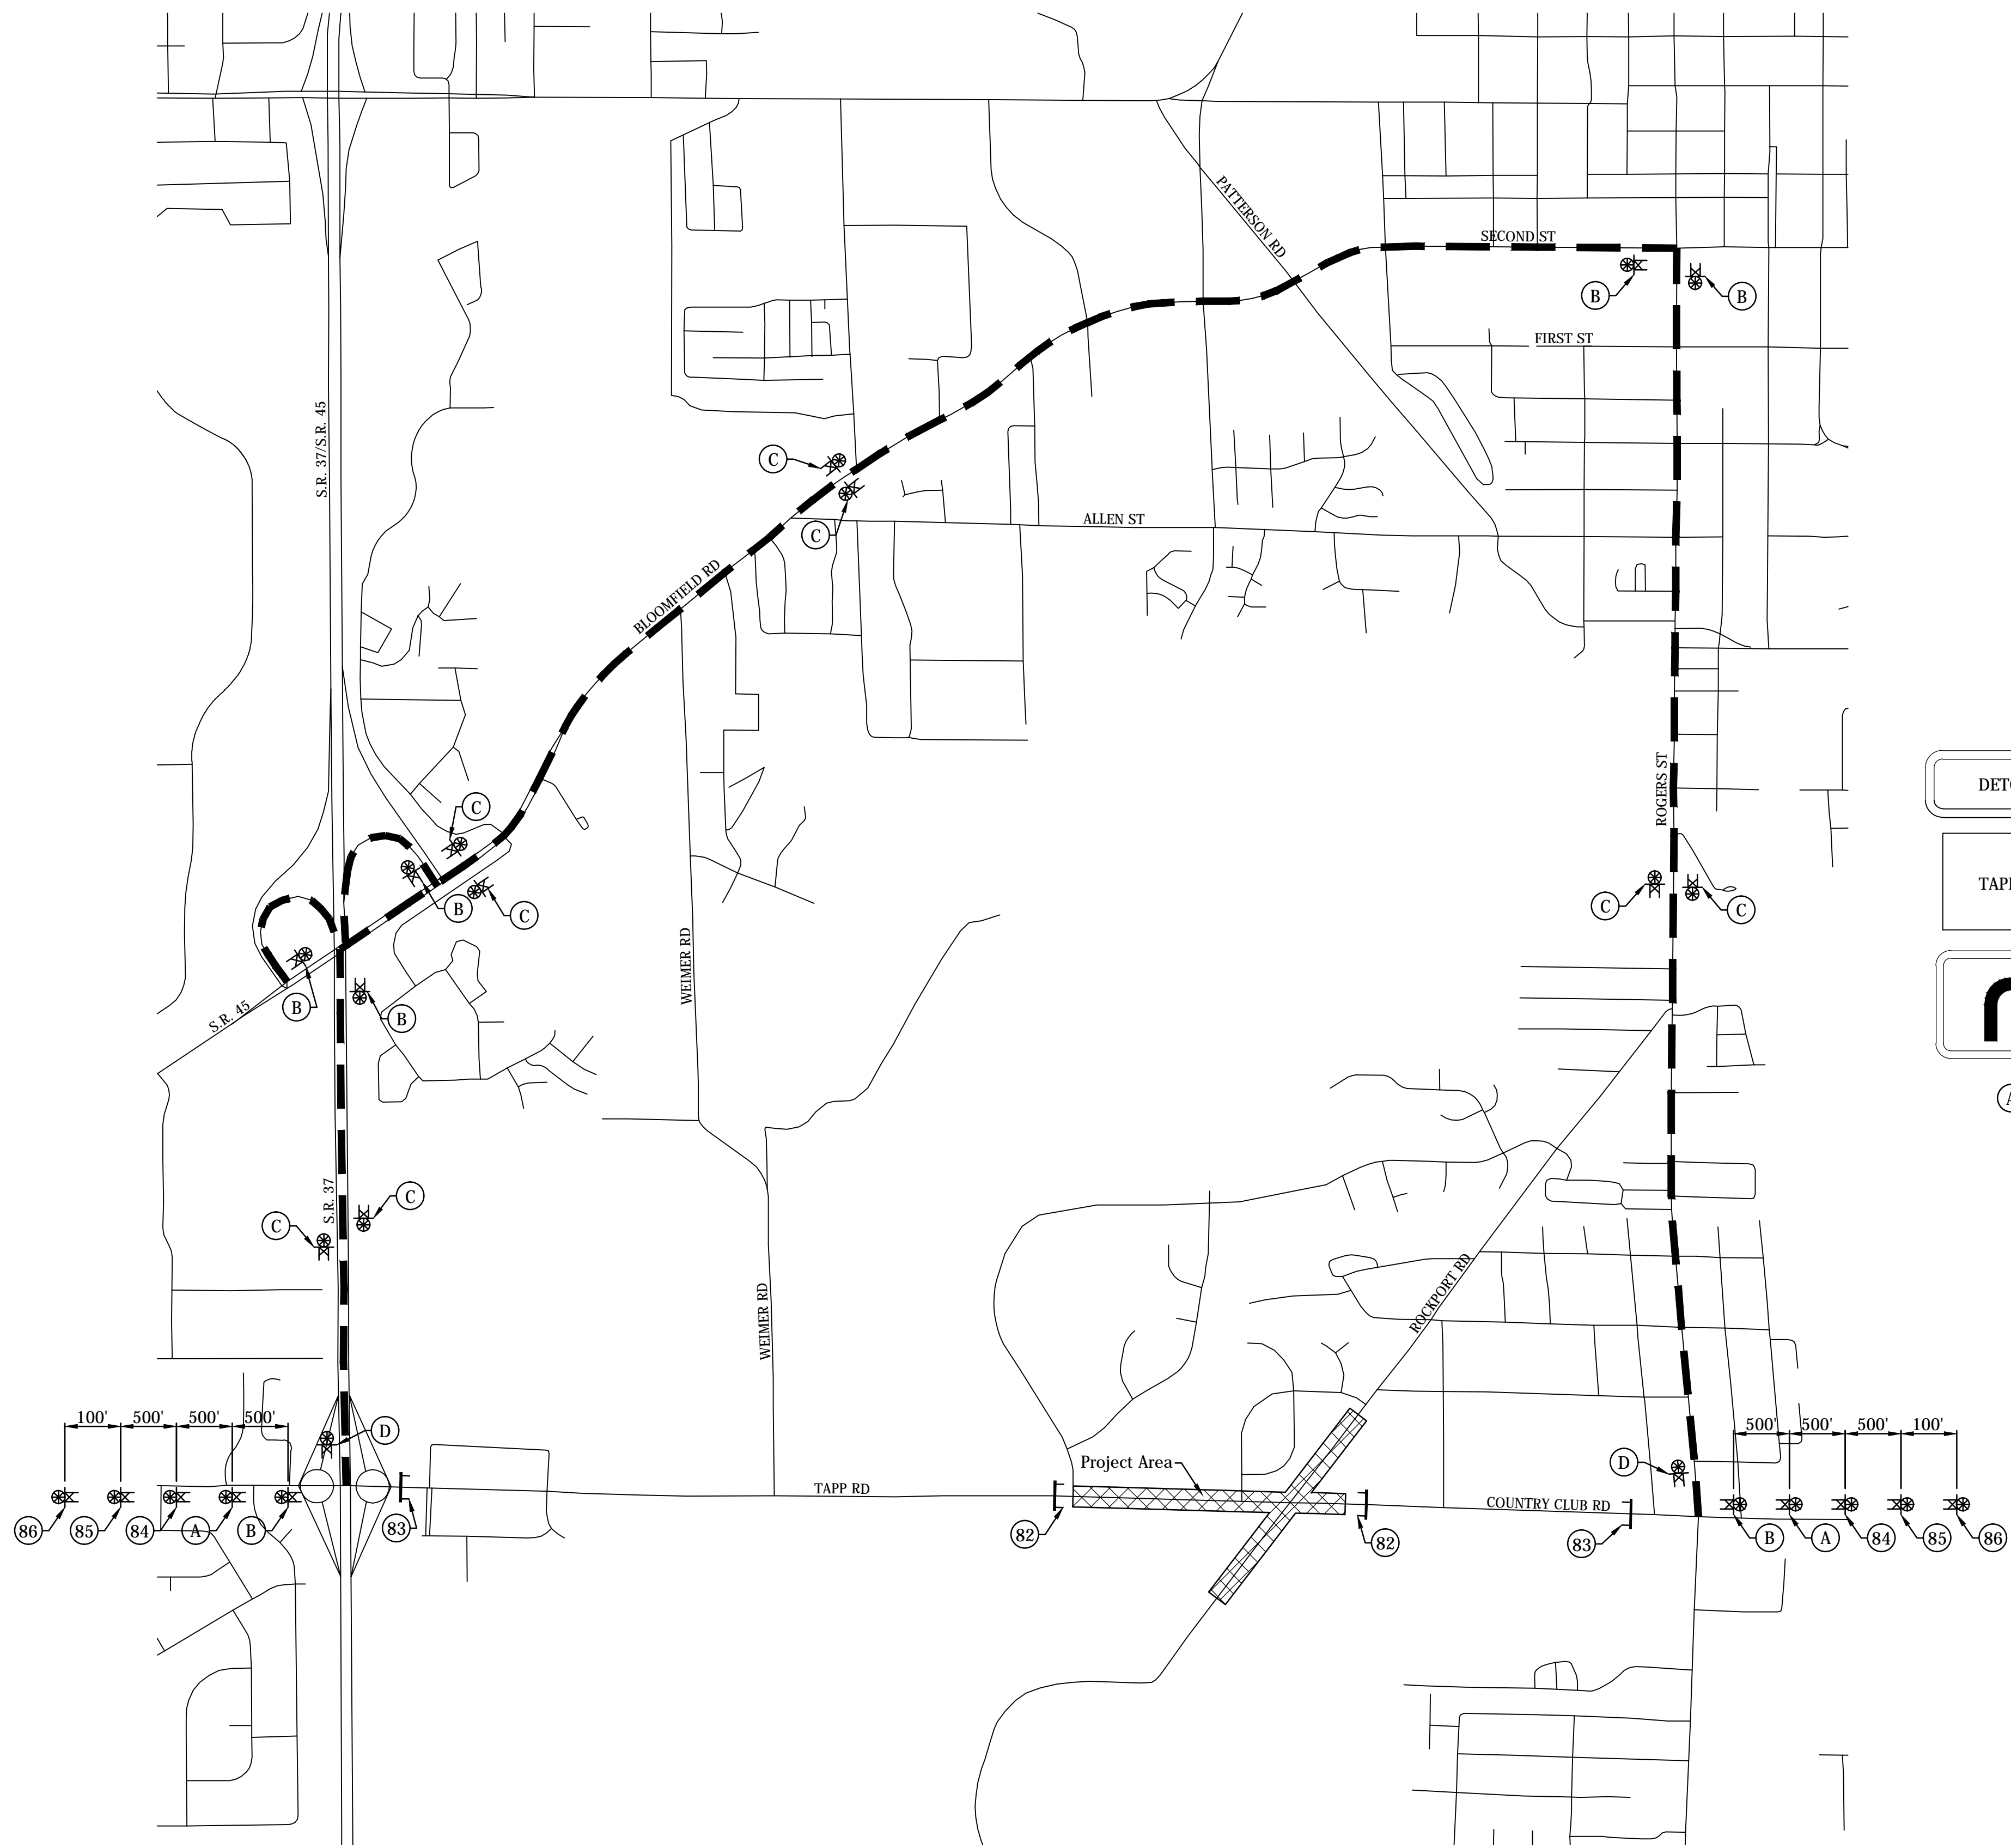 PATTERSON RD
SECOND ST
B
B
FIRST ST
S.R. 37/S.R. 45
C
C
ALLEN ST
BLOOMFIELD RD
ROGERS ST
C
B
C
C
C
B
B
S.R. 45
WEIMER RD
C
C
S.R. 37
WEIMER RD
ROCKPORT RD
100' 500' 500' 500'
D
Project Area
TAPP RD
COUNTRY CLUB RD
D
500' 500' 500' 100'
86 85 84 A B 83
82
82
83
B A 84 85 86